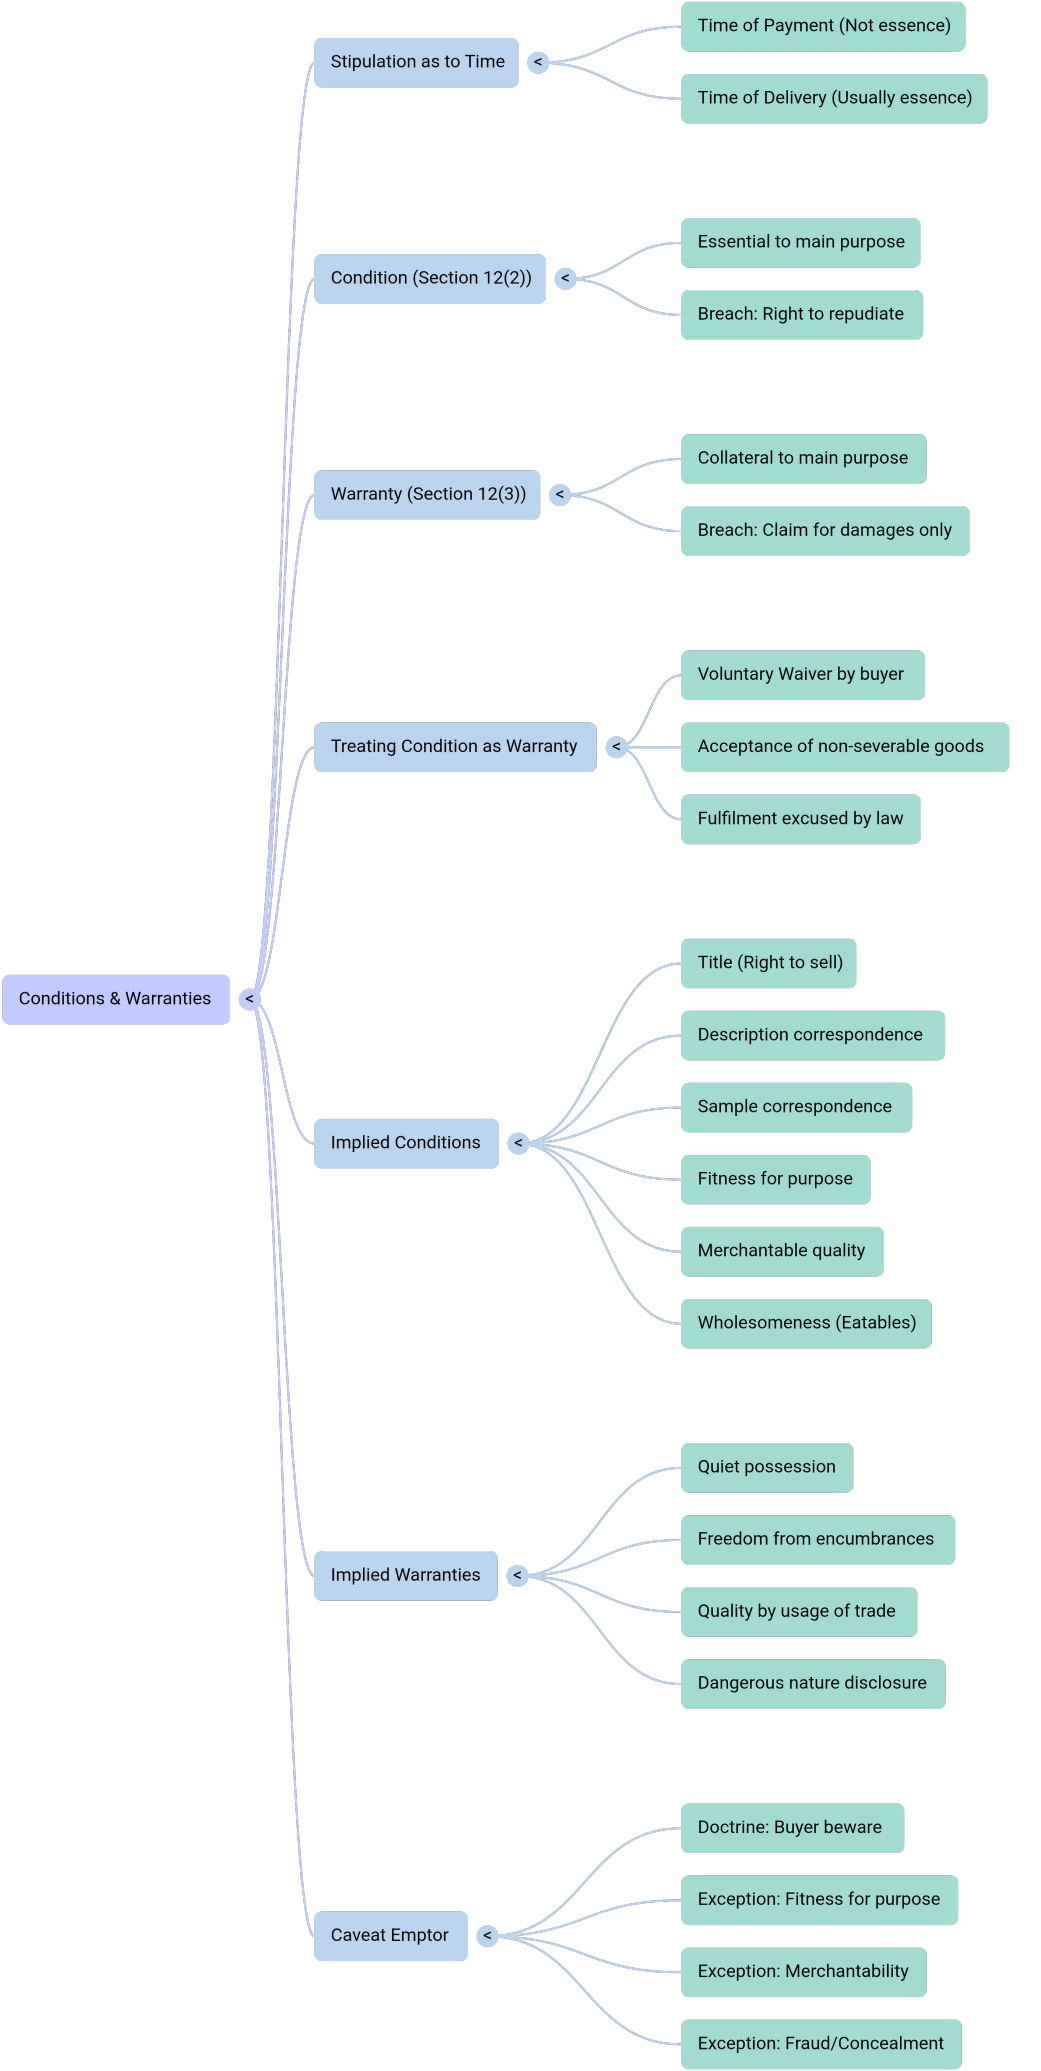 Conditions & Warranties
<
Stipulation as to Time
<
Time of Payment (Not essence)
Time of Delivery (Usually essence)
Condition (Section 12(2))
<
Essential to main purpose
Breach: Right to repudiate
Warranty (Section 12(3))
<
Collateral to main purpose
Breach: Claim for damages only
Treating Condition as Warranty
<
Voluntary Waiver by buyer
Acceptance of non-severable goods
Fulfilment excused by law
Implied Conditions
<
Title (Right to sell)
Description correspondence
Sample correspondence
Fitness for purpose
Merchantable quality
Wholesomeness (Eatables)
Implied Warranties
<
Quiet possession
Freedom from encumbrances
Quality by usage of trade
Dangerous nature disclosure
Caveat Emptor
<
Doctrine: Buyer beware
Exception: Fitness for purpose
Exception: Merchantability
Exception: Fraud/Concealment